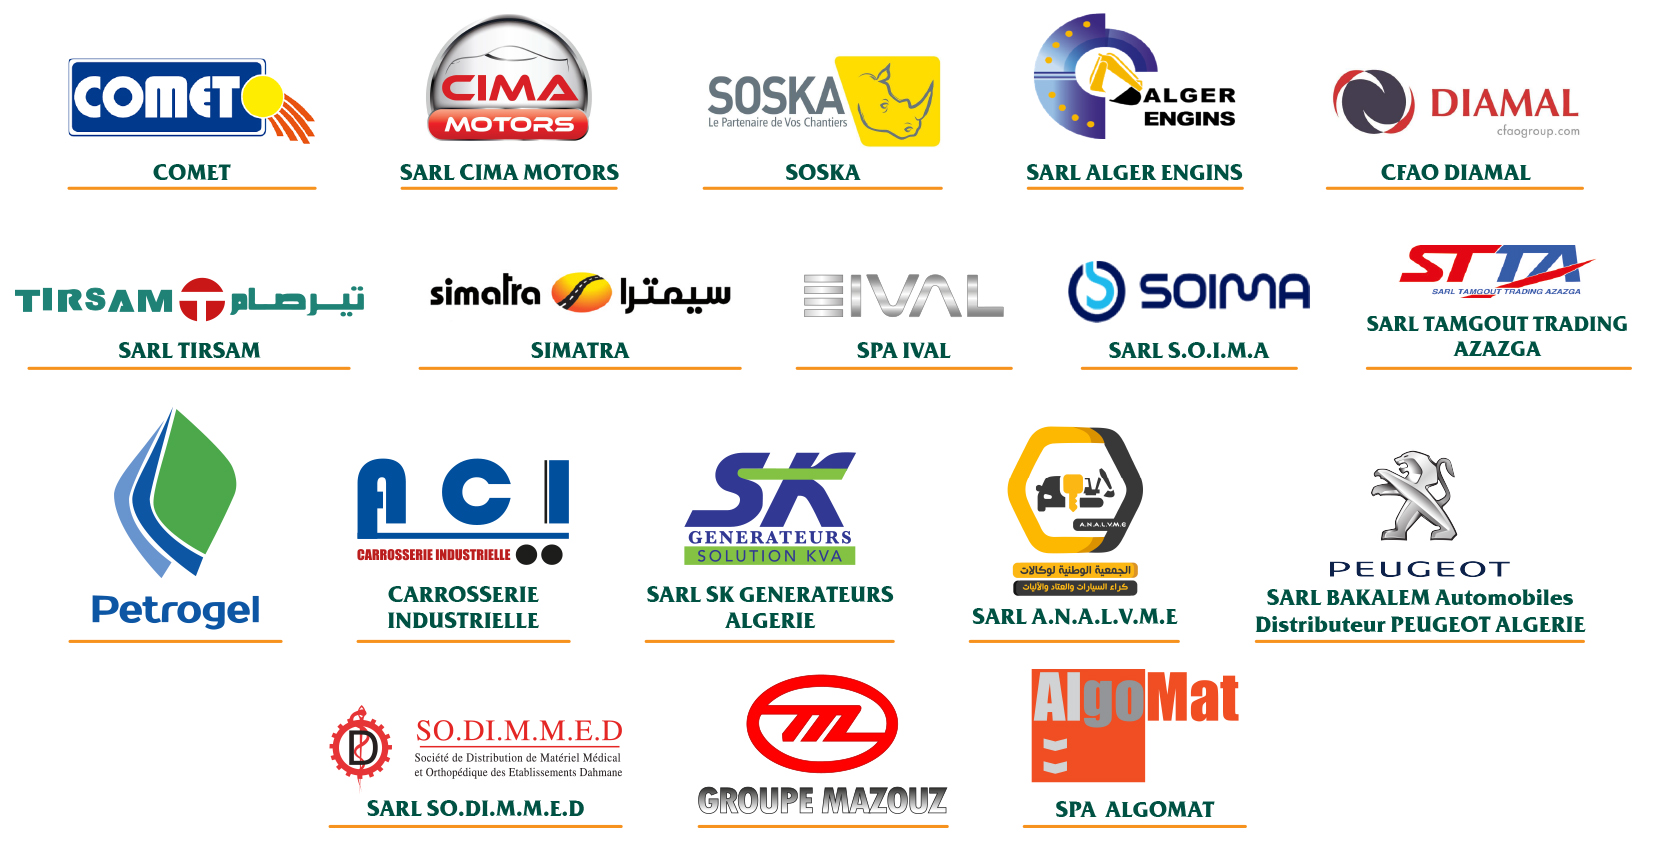 COMET
COMET
CIMA
MOTORS
SARL CIMA MOTORS
SOSKA
Le Partenaire de Vos Chantiers
SOSKA
ALGER
ENGINS
SARL ALGER ENGINS
DIAMAL
cfaogroup.com
CFAO DIAMAL
TIRSAM تيرصام
SARL TIRSAM
simatra سيمترا
SIMATRA
IVAL
SPA IVAL
SOIMA
SARL S.O.I.M.A
STTA
SARL TAMGOUT TRADING AZAZGA
SARL TAMGOUT TRADING
AZAZGA
Petrogel
ACI
CARROSSERIE INDUSTRIELLE
CARROSSERIE
INDUSTRIELLE
SK
GENERATEURS
SOLUTION KVA
SARL SK GENERATEURS
ALGERIE
A.N.A.L.V.M.E
الجمعية الوطنية لوكالات
كراء السيارات والعتاد والآليات
SARL A.N.A.L.V.M.E
PEUGEOT
SARL BAKALEM Automobiles
Distributeur PEUGEOT ALGERIE
D
SO.DI.M.M.E.D
Société de Distribution de Matériel Médical
et Orthopédique des Etablissements Dahmane
SARL SO.DI.M.M.E.D
GROUPE MAZOUZ
AlgoMat
SPA ALGOMAT